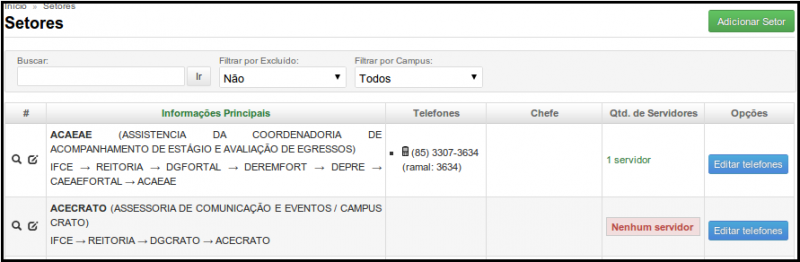 Início » Setores
Setores
Adicionar Setor
Buscar:
Ir
Filtrar por Excluído:
Não
Filtrar por Campus:
Todos
# Informações Principais Telefones Chefe Qtd. de Servidores Opções
ACAEAE (ASSISTENCIA DA COORDENADORIA DE
ACOMPANHAMENTO DE ESTÁGIO E AVALIAÇÃO DE EGRESSOS)
IFCE → REITORIA → DGFORTAL → DEREMFORT → DEPRE →
CAEAEFORTAL → ACAEAE
(85) 3307-3634
(ramal: 3634)
1 servidor
Editar telefones
ACECRATO (ASSESSORIA DE COMUNICAÇÃO E EVENTOS / CAMPUS
CRATO)
IFCE → REITORIA → DGCRATO → ACECRATO
Nenhum servidor
Editar telefones